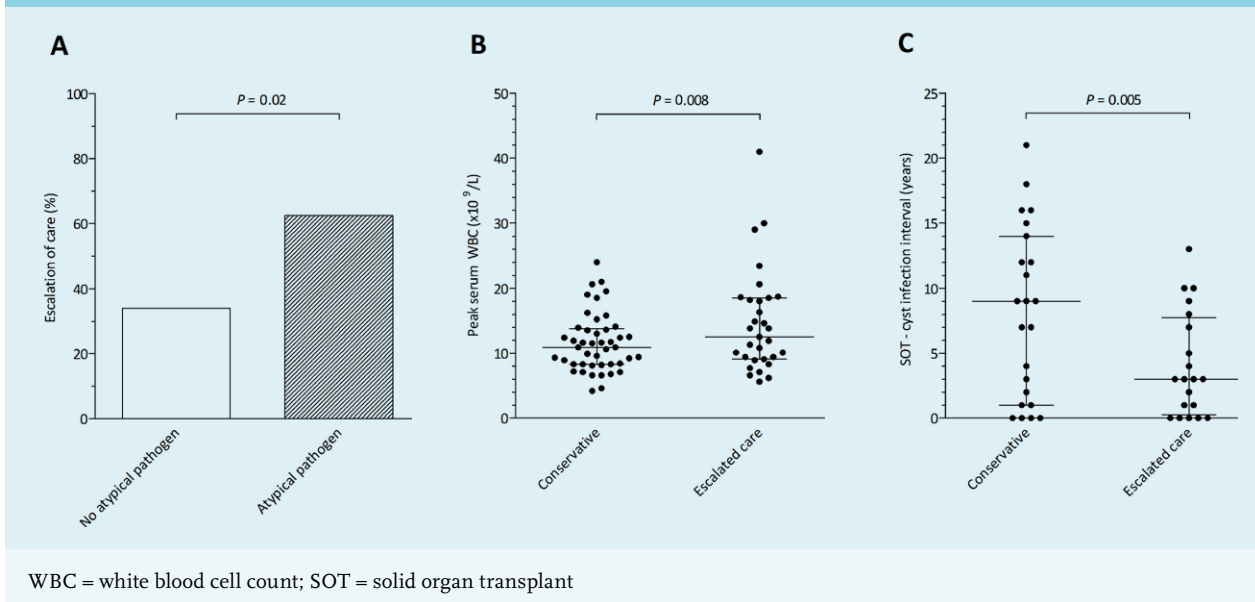 A
B
C
Escalation of care (%)
100
80
60
40
20
0
P = 0.02
No atypical pathogen
Atypical pathogen
Peak serum WBC (x10 9 /L)
50
40
30
20
10
0
P = 0.008
Conservative
Escalated care
SOT - cyst infection interval (years)
25
20
15
10
5
0
P = 0.005
Conservative
Escalated care
WBC = white blood cell count; SOT = solid organ transplant